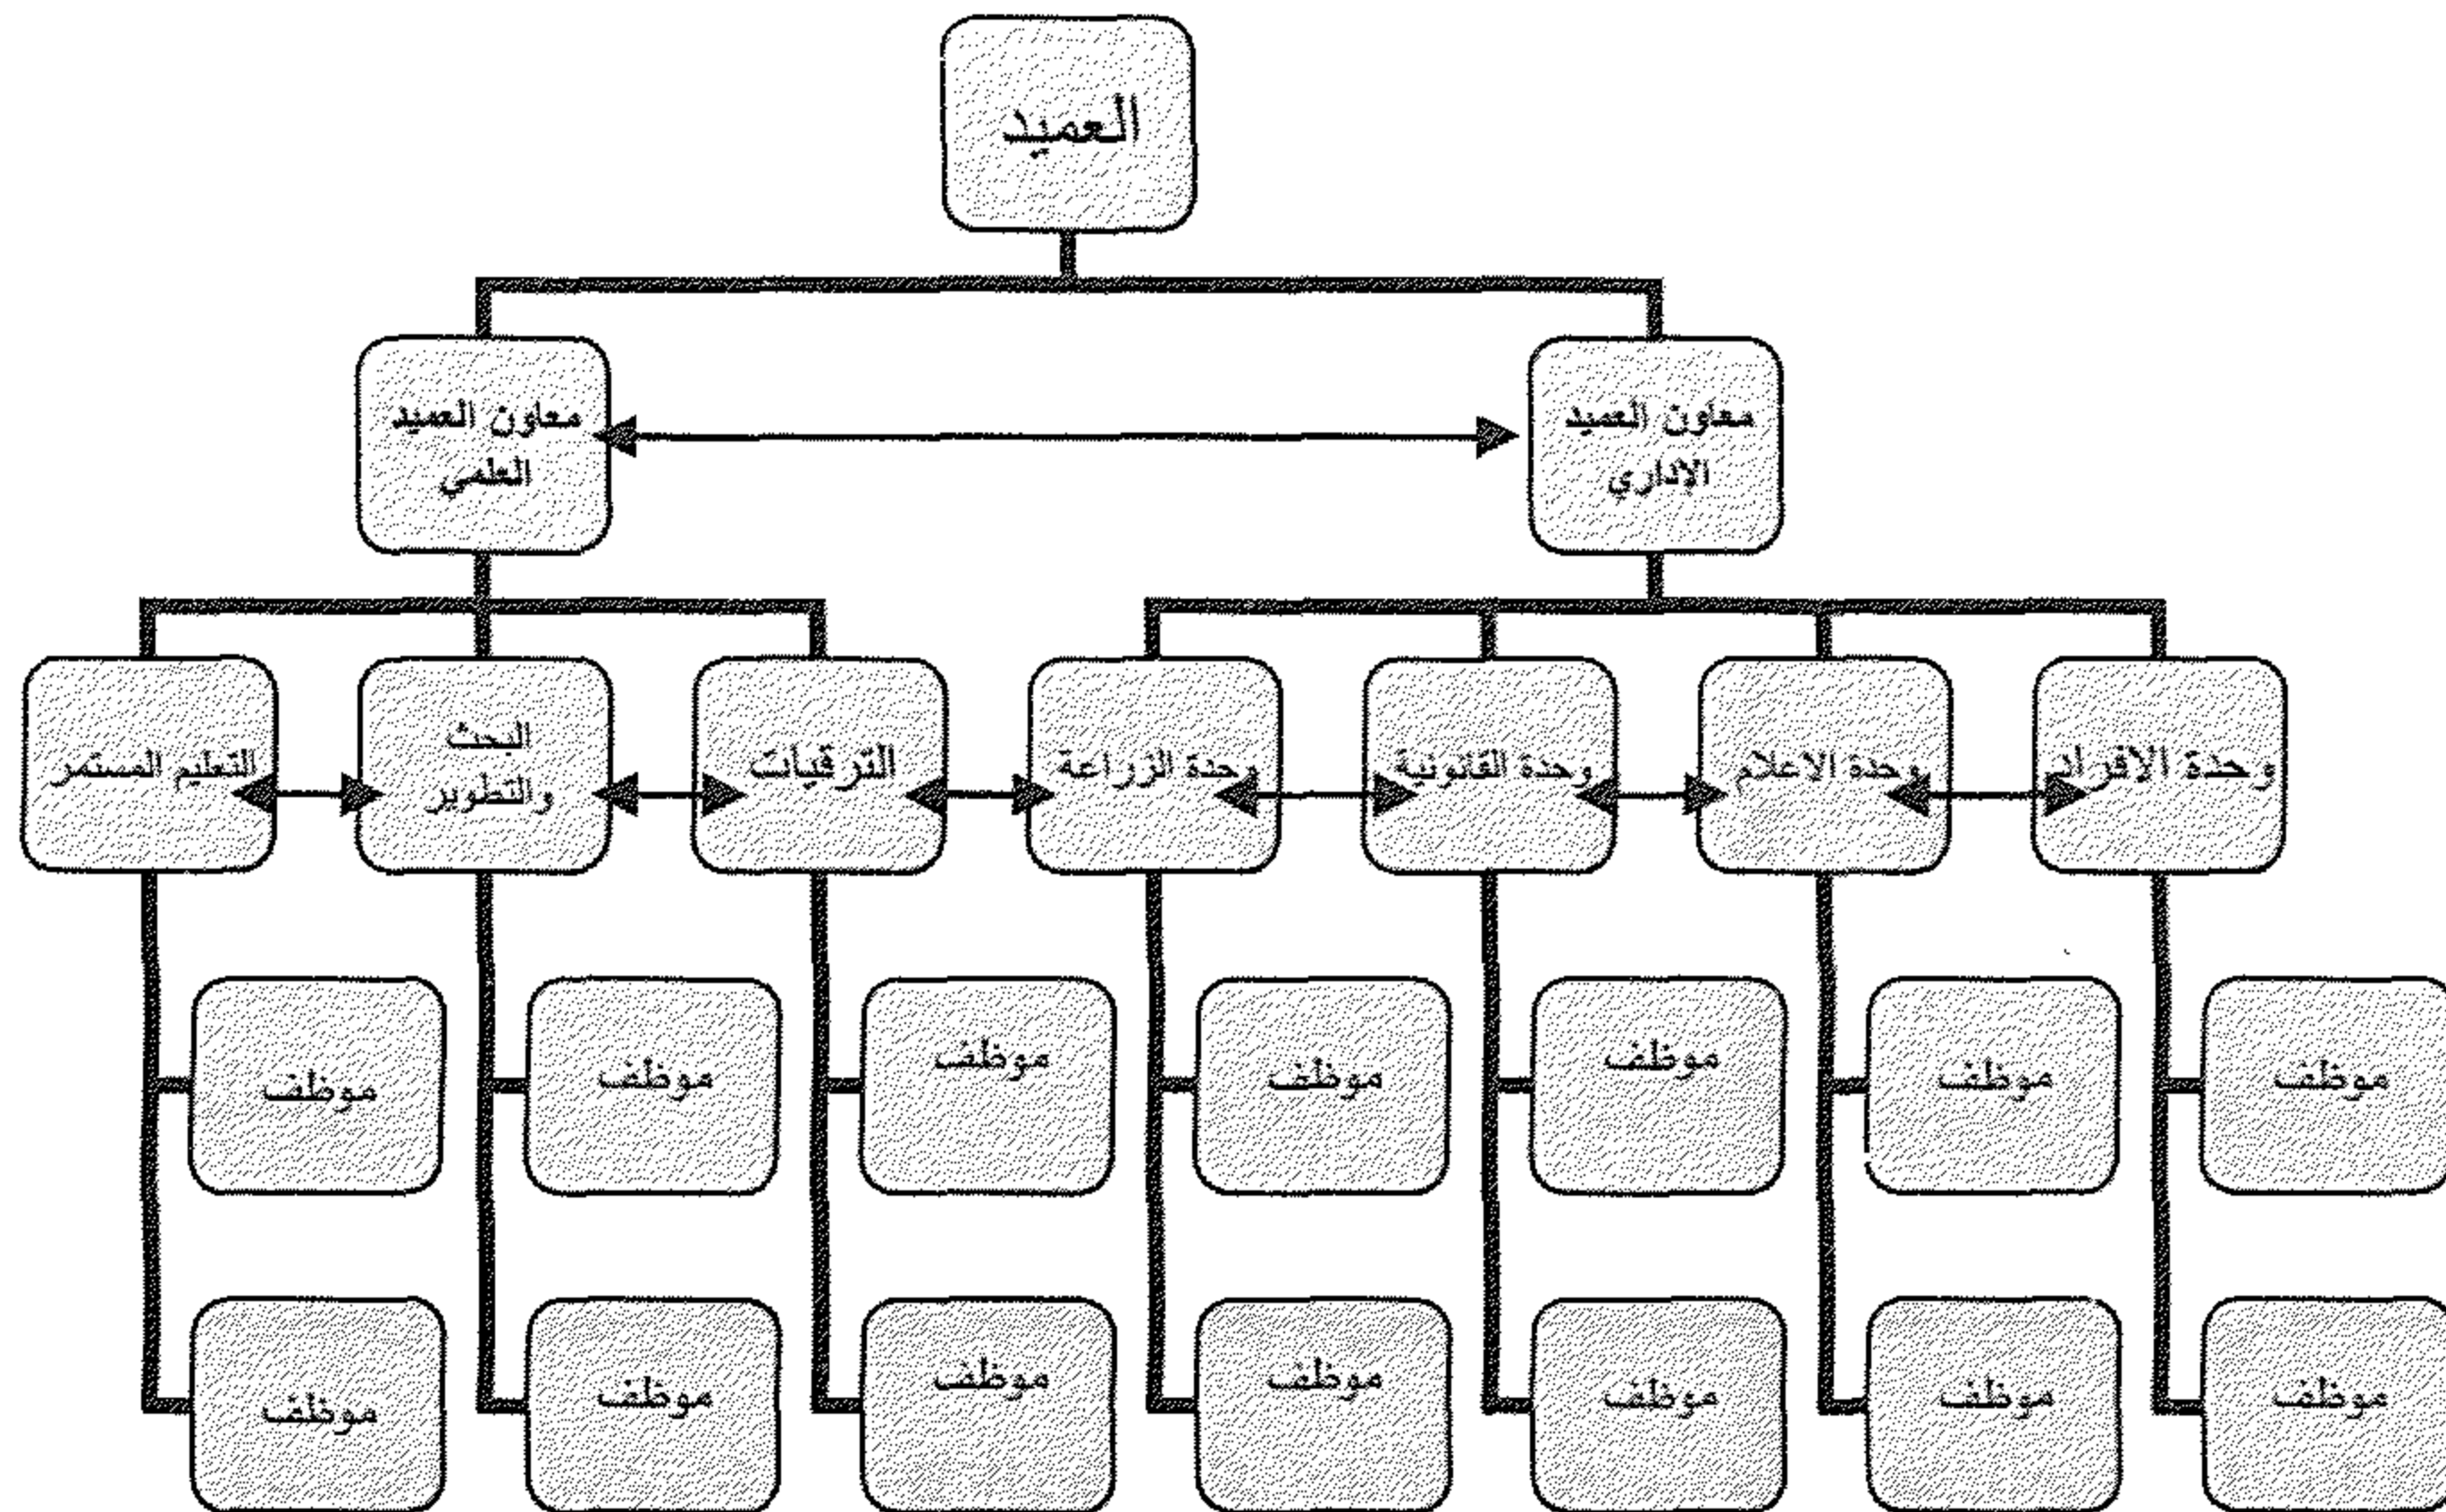 العميد
معاون العميد
الإداري
معاون العميد
العلمي
وحدة الافراد
وحدة الاعلام
وحدة القانونية
وحدة الزراعة
الترقيات
البحث
والتطوير
التعليم المستمر
موظف
موظف
موظف
موظف
موظف
موظف
موظف
موظف
موظف
موظف
موظف
موظف
موظف
موظف